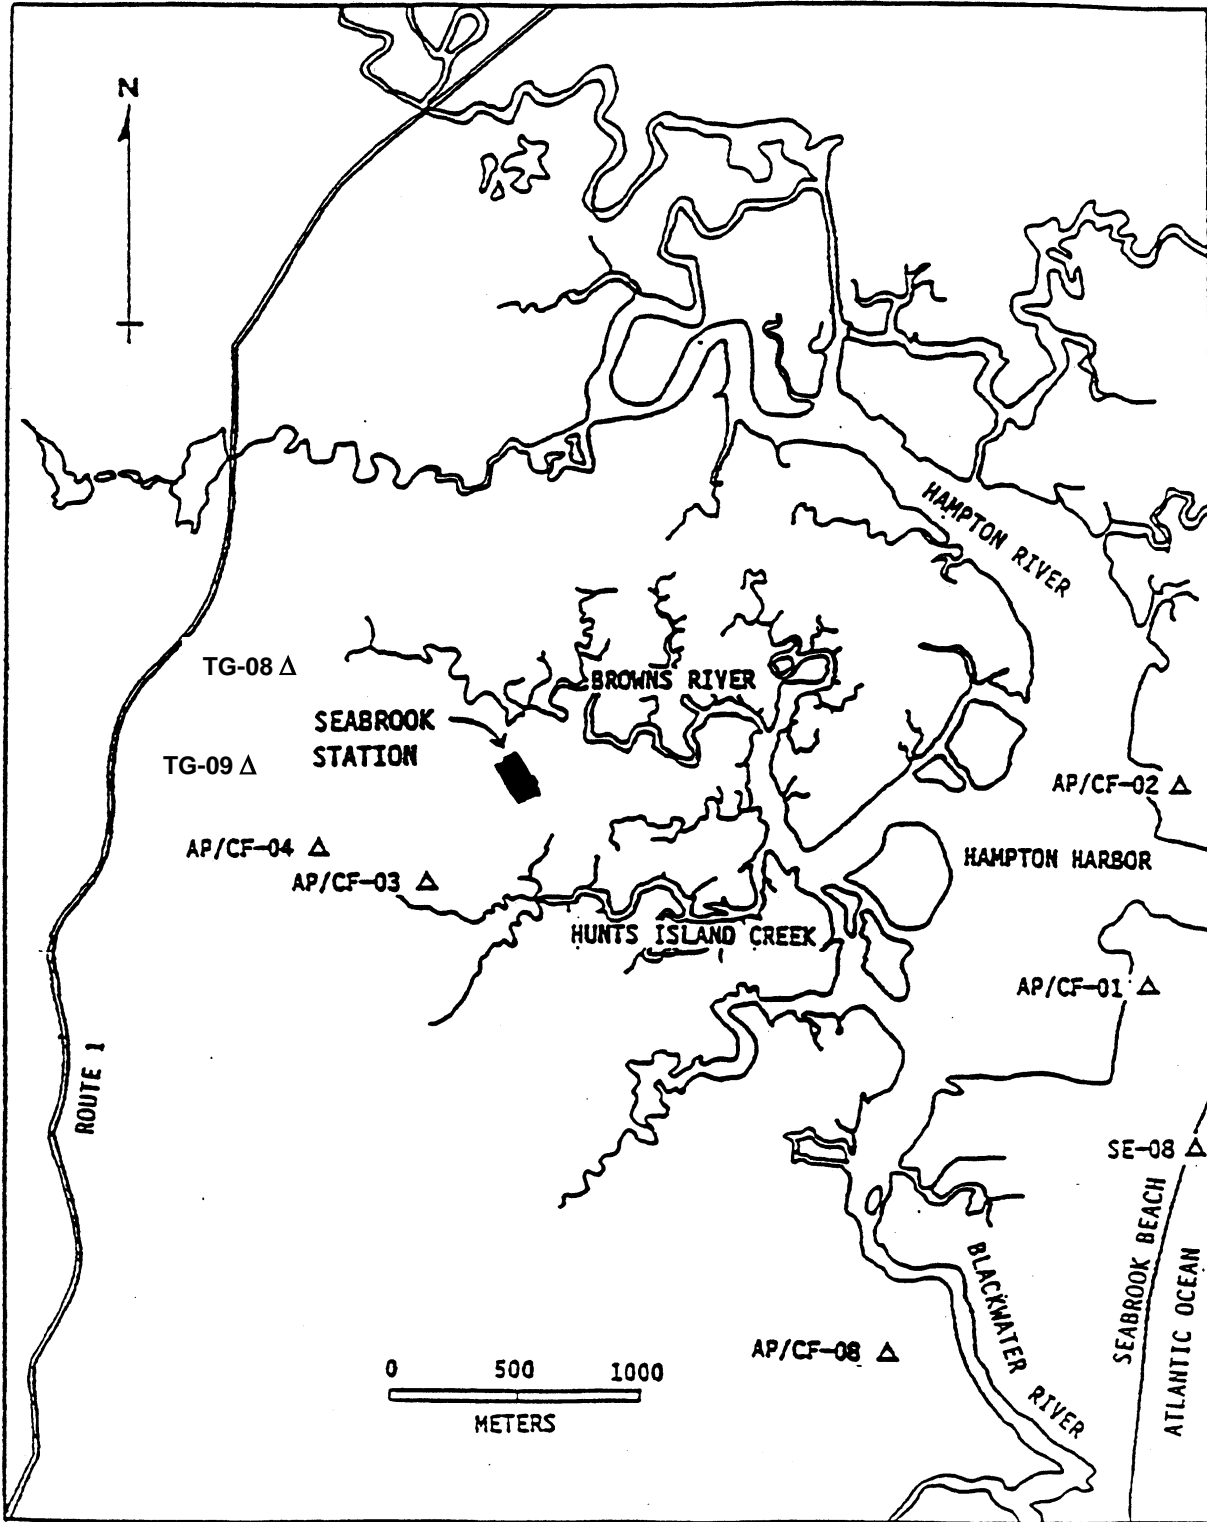 N
HAMPTON RIVER
TG-08
BROWNS RIVER
SEABROOK
STATION
TG-09
AP/CF-02
AP/CF-04
HAMPTON HARBOR
AP/CF-03
HUNTS ISLAND CREEK
AP/CF-01
ROUTE 1
SE-08
SEABROOK BEACH
ATLANTIC OCEAN
BLACKWATER RIVER
AP/CF-08
0 500 1000
METERS